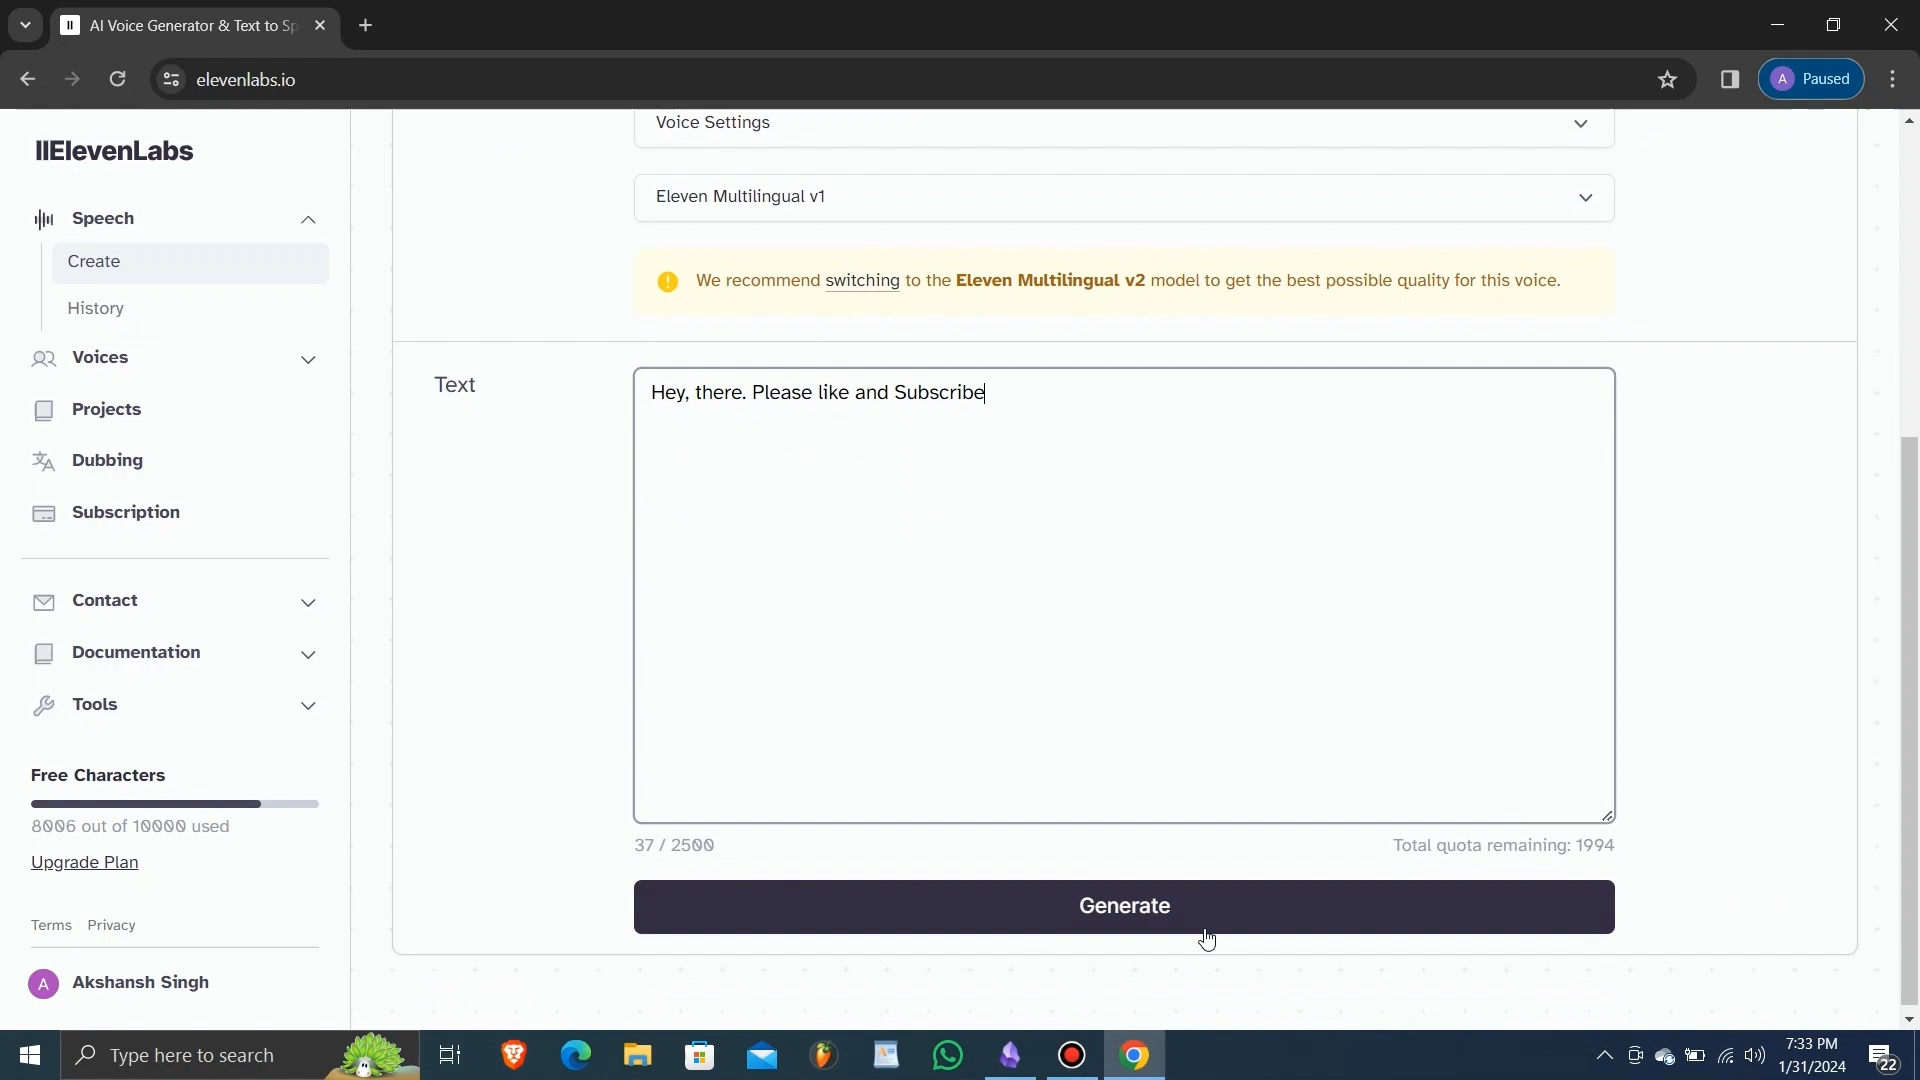 AI Voice Generator & Text to Sp
elevenlabs.io
A Paused
IIElevenLabs
Speech
Create
History
Voices
Projects
Dubbing
Subscription
Contact
Documentation
Tools
Free Characters
8006 out of 10000 used
Upgrade Plan
Terms Privacy
A Akshansh Singh
Voice Settings
Eleven Multilingual v1
We recommend switching to the Eleven Multilingual v2 model to get the best possible quality for this voice.
Text
Hey, there. Please like and Subscribe
37 / 2500
Total quota remaining: 1994
Generate
Type here to search
7:33 PM
1/31/2024
22